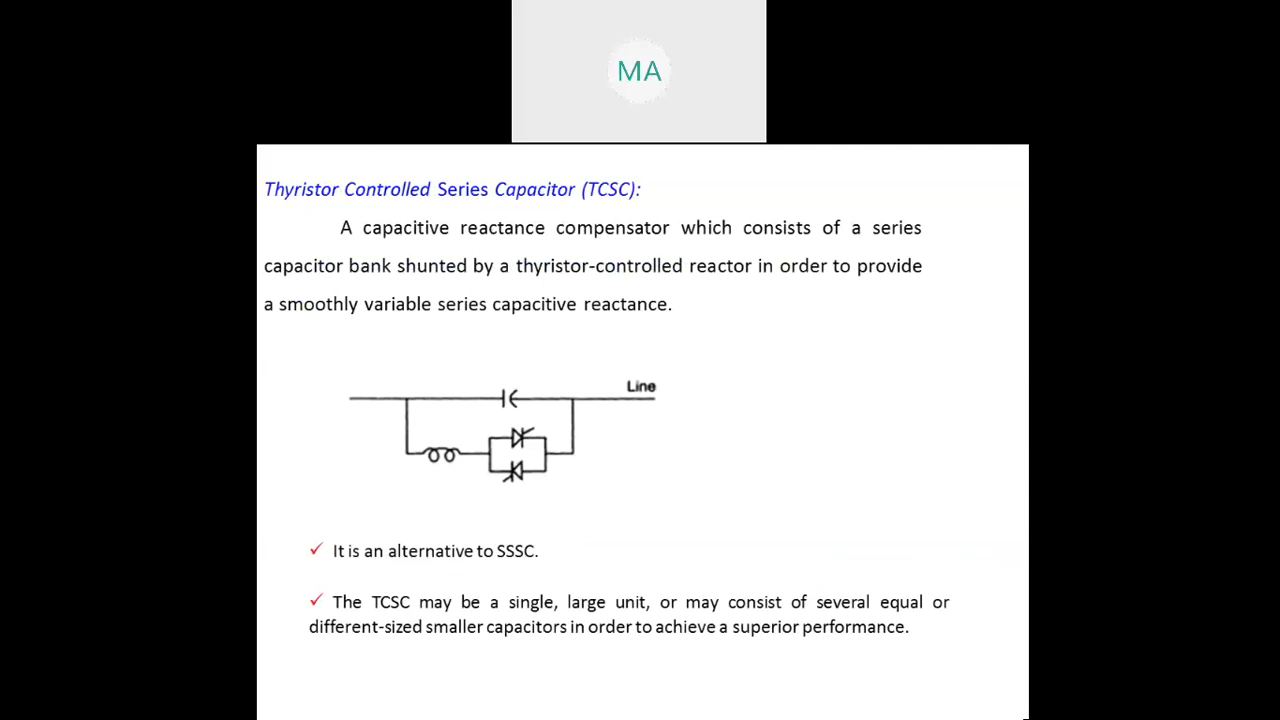 MA
Thyristor Controlled Series Capacitor (TCSC):
A capacitive reactance compensator which consists of a series
capacitor bank shunted by a thyristor-controlled reactor in order to provide
a smoothly variable series capacitive reactance.
Line
✓ It is an alternative to SSSC.
✓ The TCSC may be a single, large unit, or may consist of several equal or
different-sized smaller capacitors in order to achieve a superior performance.